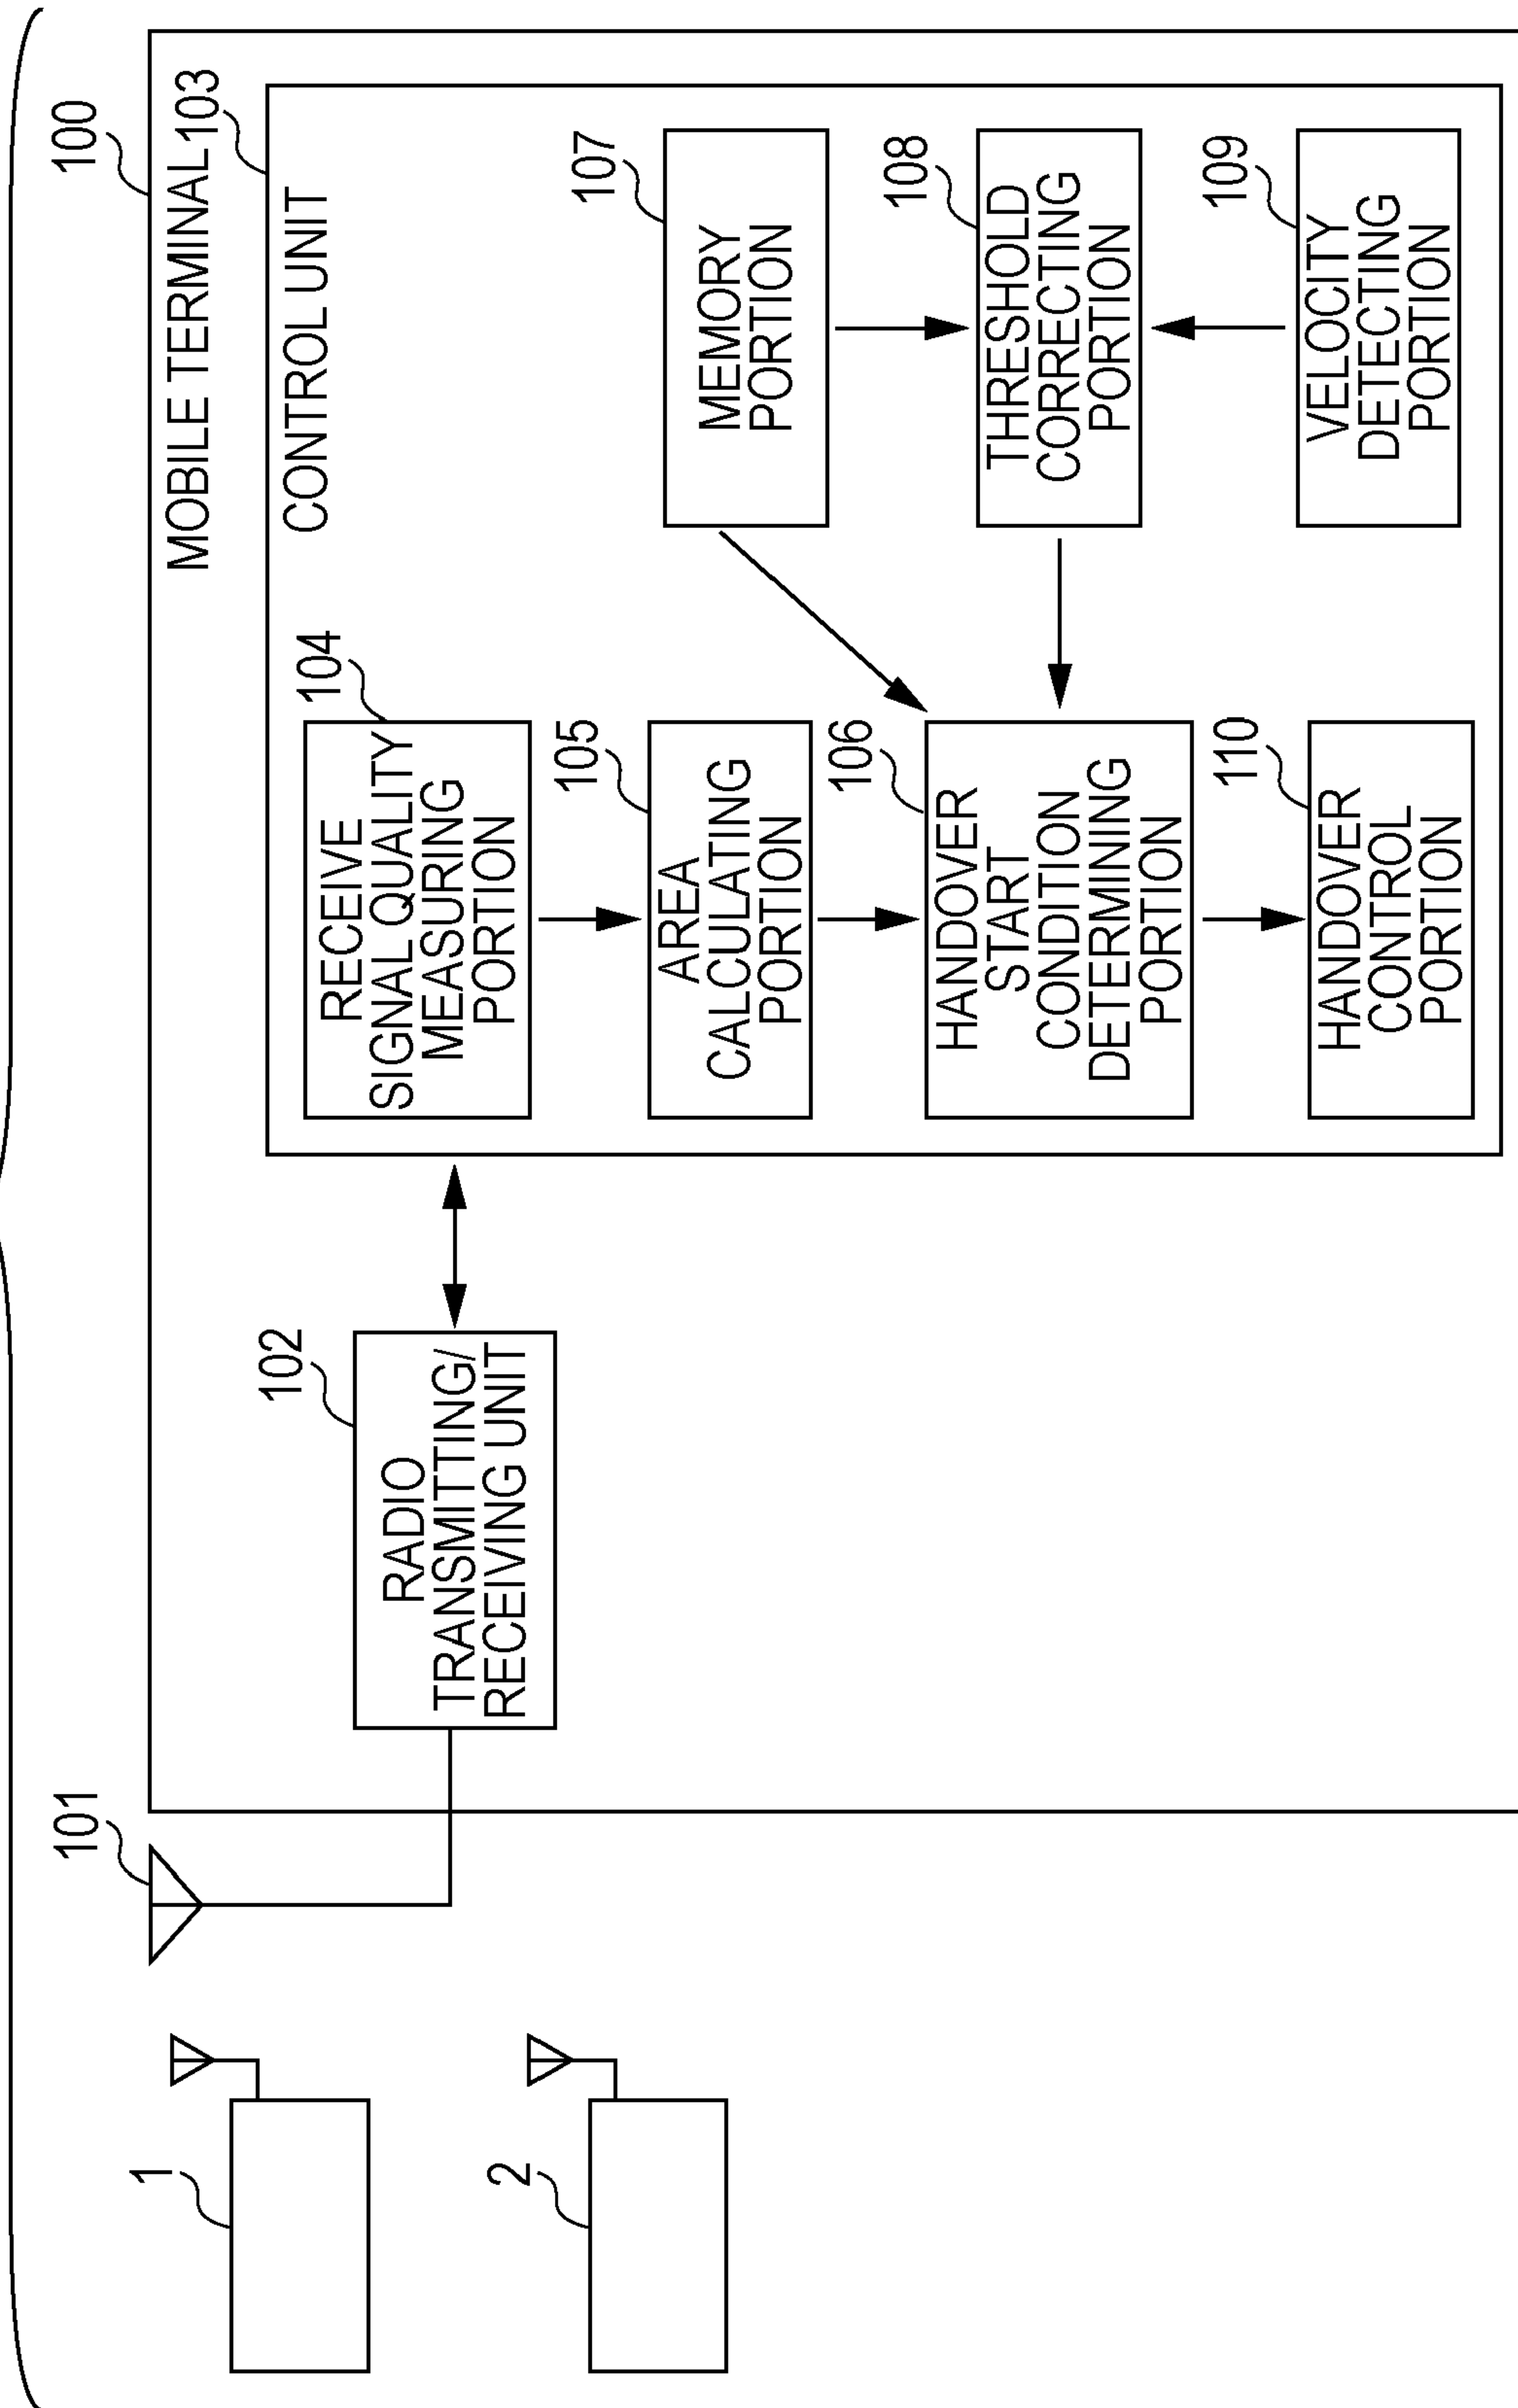 100
MOBILE TERMINAL
103
CONTROL UNIT
101
102
RADIO
TRANSMITTING/
RECEIVING UNIT
104
RECEIVE
SIGNAL QUALITY
MEASURING
PORTION
105
AREA
CALCULATING
PORTION
106
HANDOVER
START
CONDITION
DETERMINING
PORTION
110
HANDOVER
CONTROL
PORTION
107
MEMORY
PORTION
108
THRESHOLD
CORRECTING
PORTION
109
VELOCITY
DETECTING
PORTION
1
2